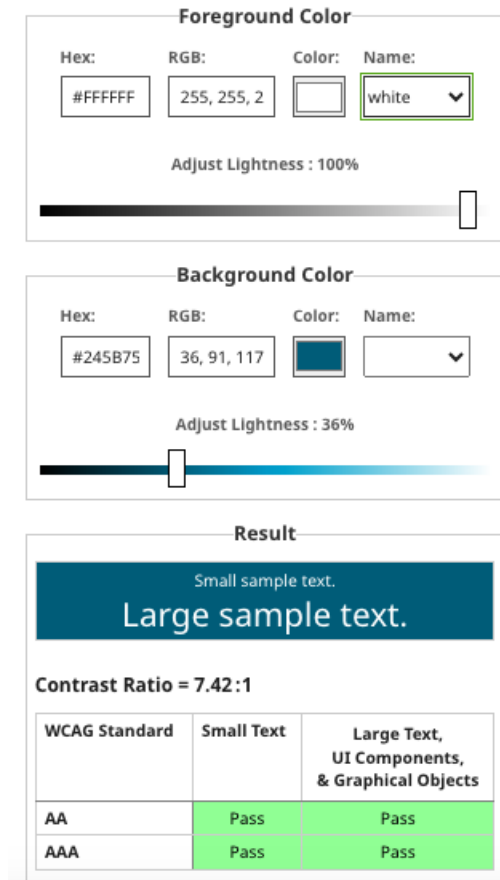 Foreground Color
Hex: RGB: Color: Name:
#FFFFFF 255, 255, 2 white
Adjust Lightness : 100%
Background Color
Hex: RGB: Color: Name:
#245B75 36, 91, 117
Adjust Lightness : 36%
Result
Small sample text.
Large sample text.
Contrast Ratio = 7.42:1
WCAG Standard Small Text Large Text,
UI Components,
& Graphical Objects
AA Pass Pass
AAA Pass Pass